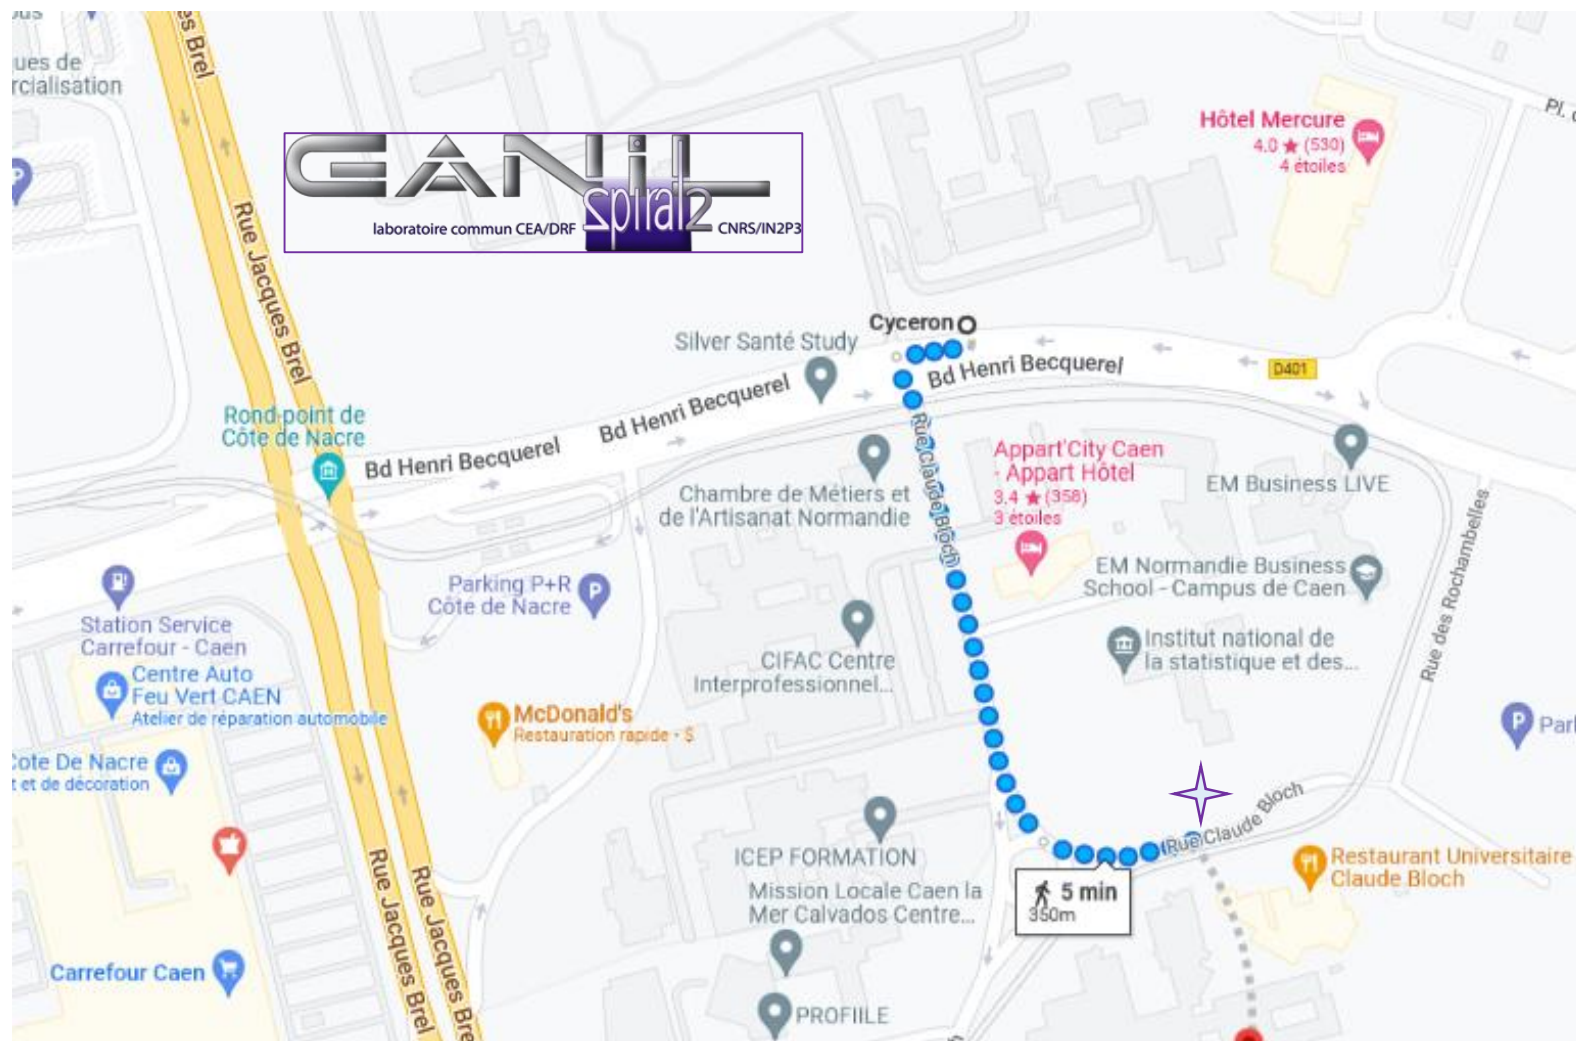 ues de
rcialisation
es Brel
GANIL
spiral2
laboratoire commun CEA/DRF
CNRS/IN2P3
Hôtel Mercure
4.0 ★ (530)
4 étoiles
Pl.
Rue Jacques Brel
Cyceron
Silver Santé Study
Bd Henri Becquerel
D401
Bd Henri Becquerel
Rond-point de
Côte de Nacre
Bd Henri Becquerel
Rue Claude Bloch
Appart'City Caen
- Appart Hôtel
3.4 ★ (358)
3 étoiles
EM Business LIVE
Chambre de Métiers et
de l'Artisanat Normandie
Rue des Rochambelles
EM Normandie Business
School - Campus de Caen
Parking P+R
Côte de Nacre
Station Service
Carrefour - Caen
Institut national de
la statistique et des...
CIFAC Centre
Interprofessionnel...
Centre Auto
Feu Vert CAEN
Atelier de réparation automobile
McDonald's
Restauration rapide - $
Cote De Nacre
t et de décoration
Rue Claude Bloch
Rue Claude Bloch
ICEP FORMATION
Restaurant Universitaire
Claude Bloch
5 min
350m
Mission Locale Caen la
Mer Calvados Centre...
Rue Jacques Brel
Rue Jacques Bre
Carrefour Caen
PROFIILE